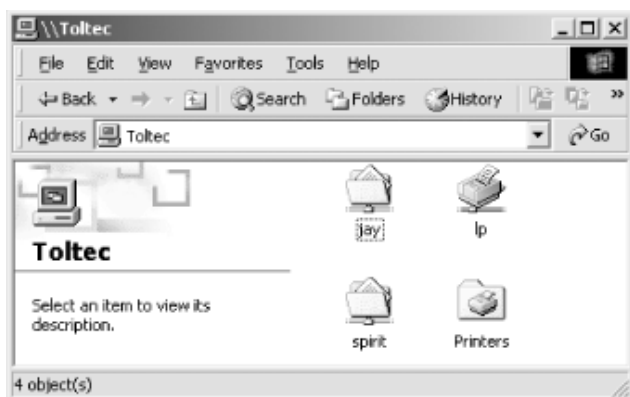 \\Toltec
File Edit View Favorites Tools Help
Back Search Folders History »
Address Toltec Go
Toltec
Select an item to view its
description.
jay lp
spirit Printers
4 object(s)